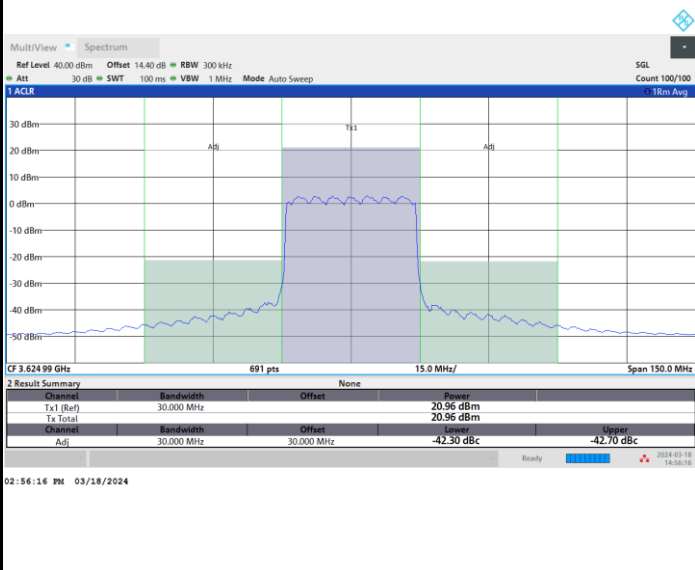 MultiView Spectrum
Ref Level 40.00 dBm Offset 14.40 dB RBW 300 kHz SGL
Att 30 dB SWT 100 ms VBW 1 MHz Mode Auto Sweep Count 100/100
1 ACLR 1Rm Avg
Tx1
Adj Adj
30 dBm
20 dBm
10 dBm
0 dBm
-10 dBm
-20 dBm
-30 dBm
-40 dBm
-50 dBm
CF 3.624 99 GHz 691 pts 15.0 MHz/ Span 150.0 MHz
2 Result Summary None
Channel Bandwidth Offset Power
Tx1 (Ref) 30.000 MHz 20.96 dBm
Tx Total 20.96 dBm
Channel Bandwidth Offset Lower Upper
Adj 30.000 MHz 30.000 MHz -42.30 dBc -42.70 dBc
Ready 2024-03-18
14:56:16
02:56:16 PM 03/18/2024